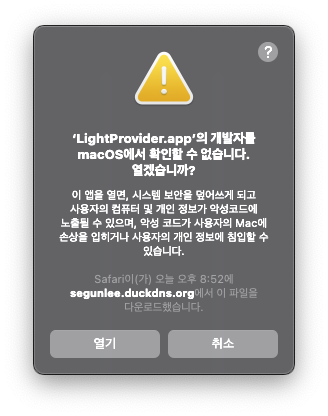 ?
‘LightProvider.app’의 개발자를
macOS에서 확인할 수 없습니다.
열겠습니까?
이 앱을 열면, 시스템 보안을 덮어쓰게 되고
사용자의 컴퓨터 및 개인 정보가 악성코드에
노출될 수 있으며, 악성 코드가 사용자의 Mac에
손상을 입히거나 사용자의 개인 정보에 침입할 수
있습니다.
Safari이(가) 오늘 오후 8:52에
segunlee.duckdns.org에서 이 파일을
다운로드했습니다.
열기
취소